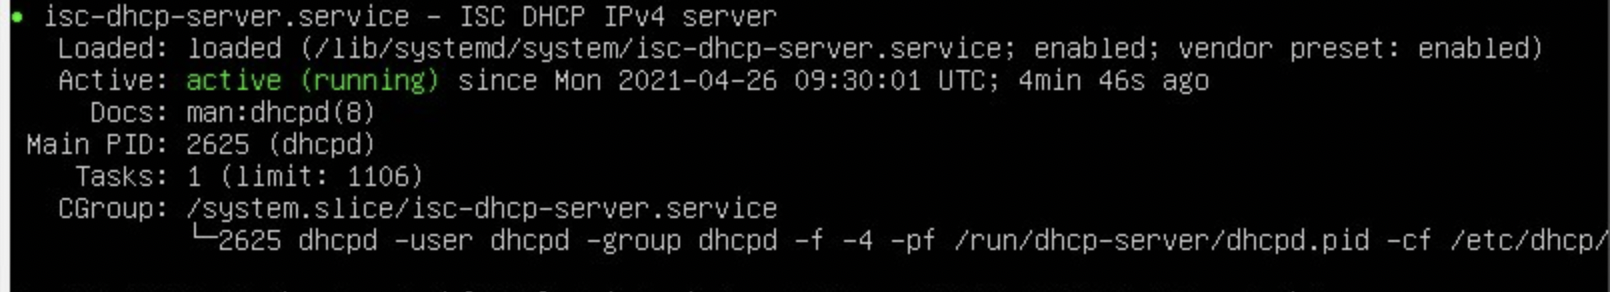 ● isc-dhcp-server.service - ISC DHCP IPv4 server
Loaded: loaded (/lib/systemd/system/isc-dhcp-server.service; enabled; vendor preset: enabled)
Active: active (running) since Mon 2021-04-26 09:30:01 UTC; 4min 46s ago
Docs: man:dhcpd(8)
Main PID: 2625 (dhcpd)
Tasks: 1 (limit: 1106)
CGroup: /system.slice/isc-dhcp-server.service
└─2625 dhcpd -user dhcpd -group dhcpd -f -4 -pf /run/dhcp-server/dhcpd.pid -cf /etc/dhcp/